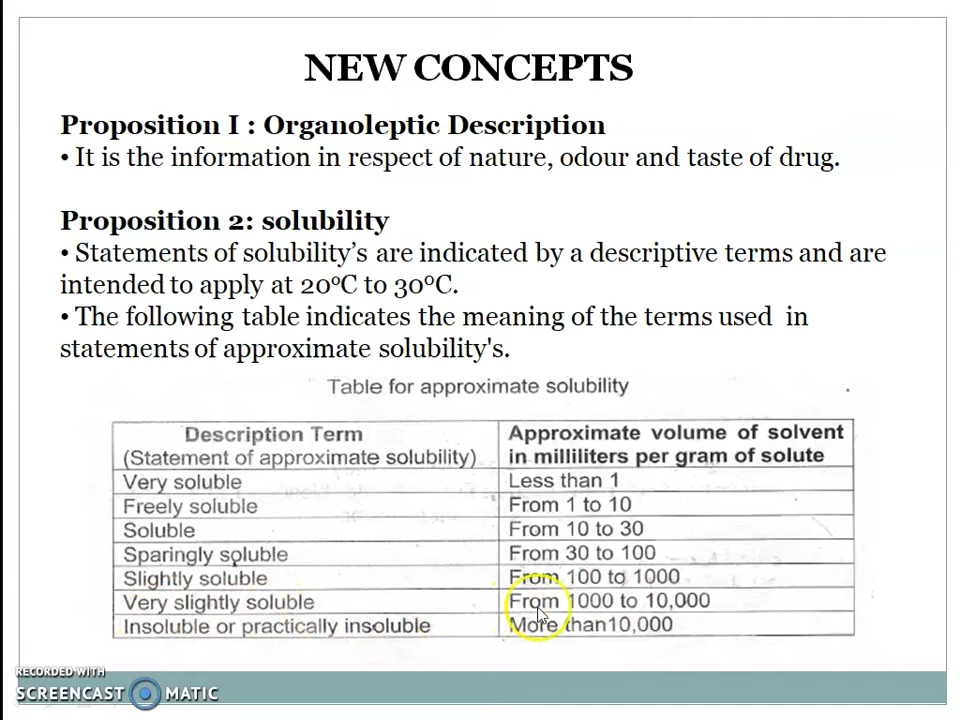 NEW CONCEPTS
Proposition I : Organoleptic Description
• It is the information in respect of nature, odour and taste of drug.
Proposition 2: solubility
• Statements of solubility’s are indicated by a descriptive terms and are
intended to apply at 20⁰C to 30⁰C.
• The following table indicates the meaning of the terms used in
statements of approximate solubility's.
Table for approximate solubility
Description Term
(Statement of approximate solubility)
Approximate volume of solvent
in milliliters per gram of solute
Very soluble Less than 1
Freely soluble From 1 to 10
Soluble From 10 to 30
Sparingly soluble From 30 to 100
Slightly soluble From 100 to 1000
Very slightly soluble From 1000 to 10,000
Insoluble or practically insoluble More than10,000
RECORDED WITH
SCREENCAST MATIC